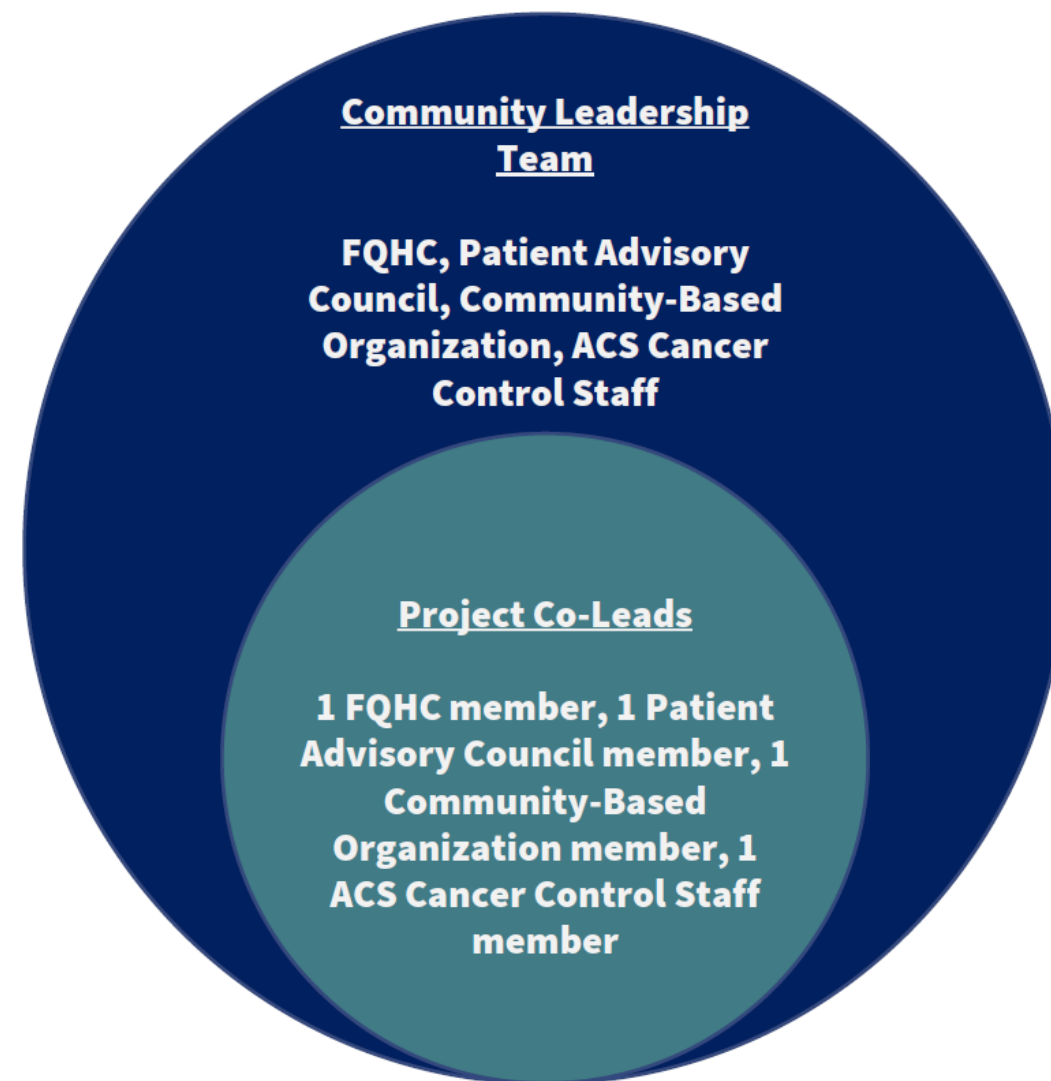 Community Leadership
Team
FQHC, Patient Advisory
Council, Community-Based
Organization, ACS Cancer
Control Staff
Project Co-Leads
1 FQHC member, 1 Patient
Advisory Council member, 1
Community-Based
Organization member, 1
ACS Cancer Control Staff
member